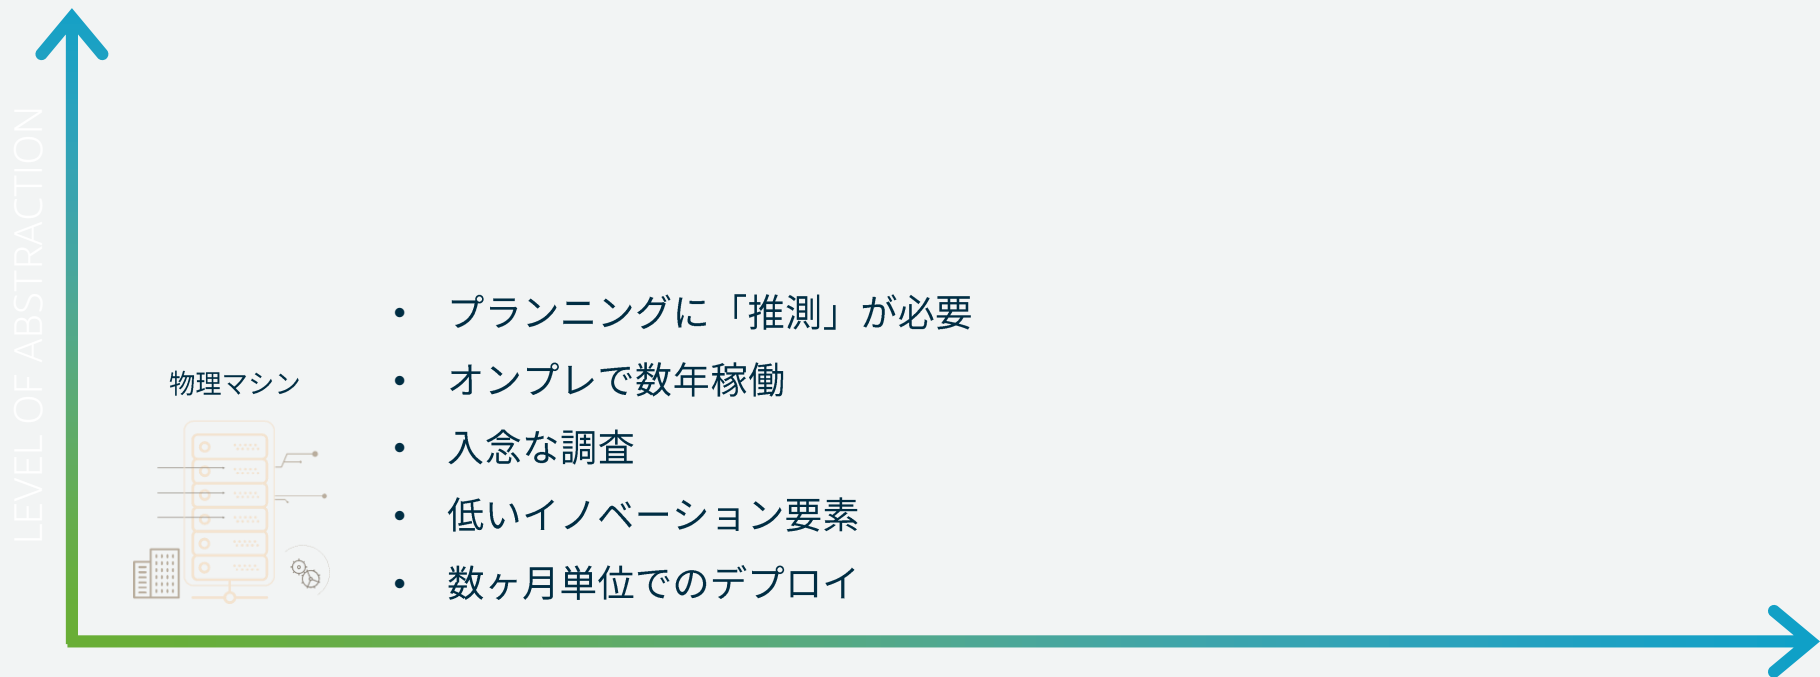 LEVEL OF ABSTRACTION
物理マシン
• プランニングに「推測」が必要
• オンプレで数年稼働
• 入念な調査
• 低いイノベーション要素
• 数ヶ月単位でのデプロイ